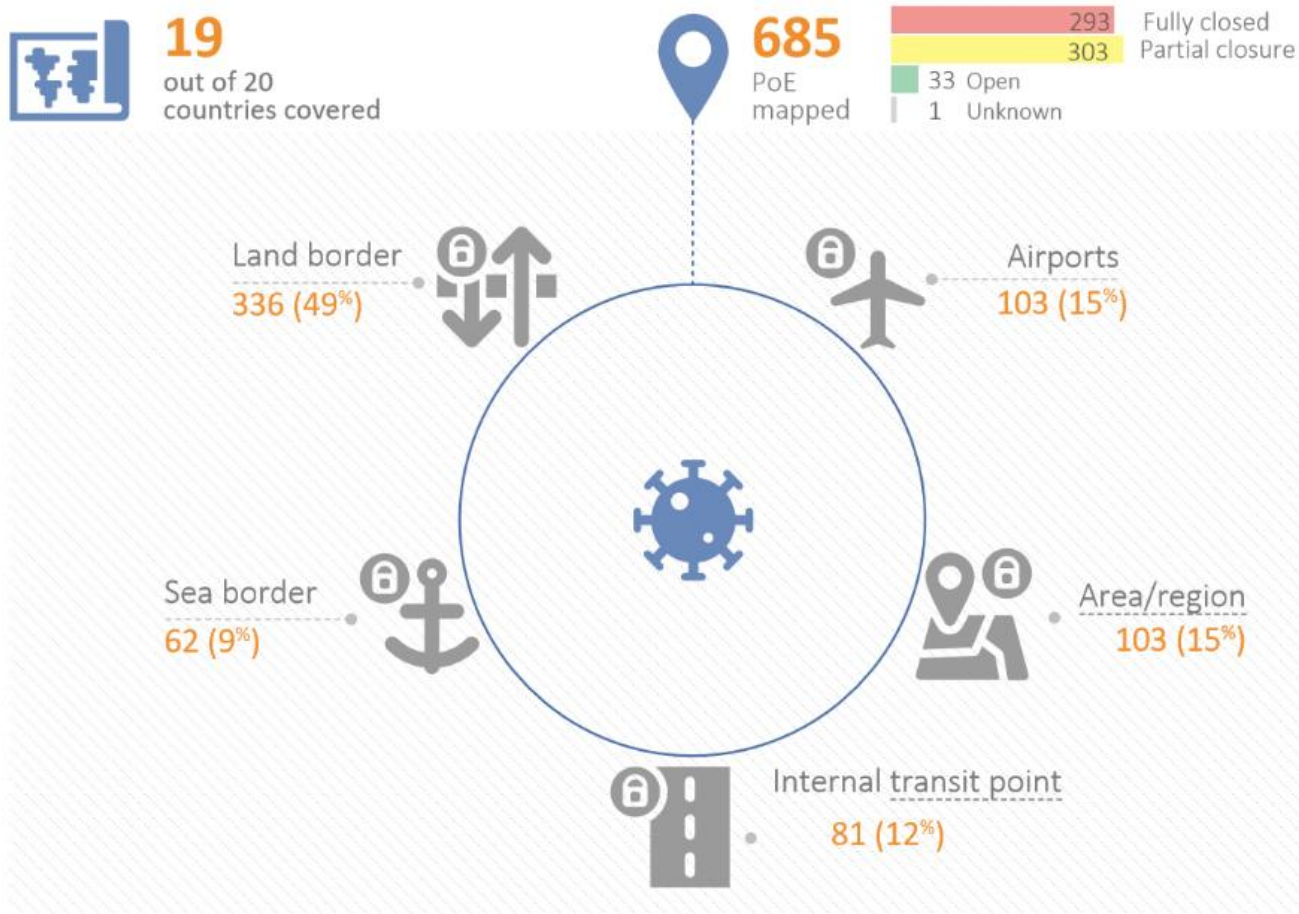 19
out of 20
countries covered
685
PoE
mapped
293 Fully closed
303 Partial closure
33 Open
1 Unknown
Land border
336 (49%)
Airports
103 (15%)
Sea border
62 (9%)
Area/region
103 (15%)
Internal transit point
81 (12%)